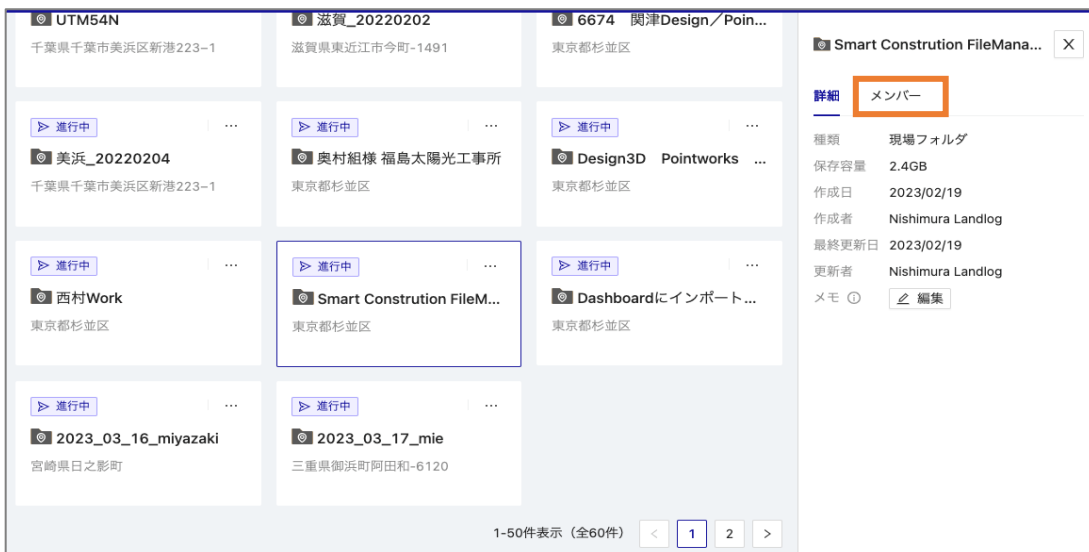 UTM54N
滋賀_20220202
6674 関津Design／Poin...
千葉県千葉市美浜区新港223−1
滋賀県東近江市今町-1491
東京都杉並区
進行中 ...
進行中 ...
進行中 ...
美浜_20220204
奥村組様 福島太陽光工事所
Design3D Pointworks ...
千葉県千葉市美浜区新港223−1
東京都杉並区
東京都杉並区
進行中 ...
進行中 ...
進行中 ...
西村Work
Smart Constrution FileM...
Dashboardにインポート...
東京都杉並区
東京都杉並区
東京都杉並区
進行中 ...
進行中 ...
2023_03_16_miyazaki
2023_03_17_mie
宮崎県日之影町
三重県御浜町阿田和-6120
1-50件表示（全60件） < 1 2 >
Smart Constrution FileMana... X
詳細 メンバー
種類 現場フォルダ
保存容量 2.4GB
作成日 2023/02/19
作成者 Nishimura Landlog
最終更新日 2023/02/19
更新者 Nishimura Landlog
メモ 編集